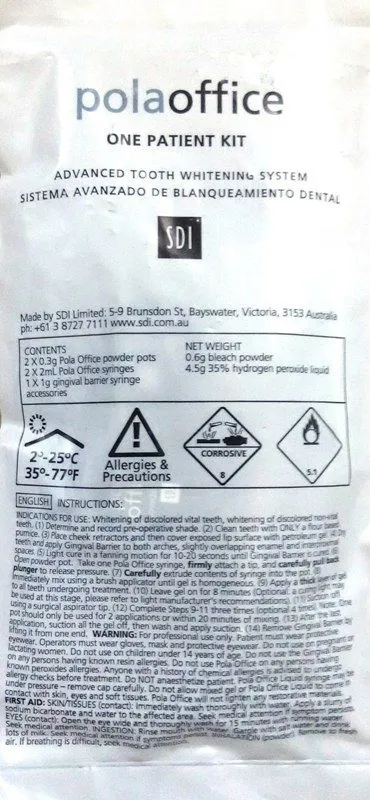 polaoffice
ONE PATIENT KIT
ADVANCED TOOTH WHITENING SYSTEM
SISTEMA AVANZADO DE BLANQUEAMIENTO DENTAL
SDI
Made by SDI Limited: 5-9 Brunsdon St, Bayswater, Victoria, 3153 Australia
ph: +61 3 8727 7111 www.sdi.com.au
CONTENTS
2 X 0.3g Pola Office powder pots
2 X 2mL Pola Office syringes
1 X 1g gingival barrier syringe
accessories
NET WEIGHT
0.6g bleach powder
4.5g 35% hydrogen peroxide liquid
2º-25ºC
35º-77ºF
Allergies &
Precautions
CORROSIVE
8
5.1
ENGLISH INSTRUCTIONS:
INDICATIONS FOR USE: Whitening of discolored vital teeth, whitening of discolored non-vital
teeth. (1) Determine and record pre-operative shade. (2) Clean teeth with ONLY a flour based
pumice. (3) Place cheek retractors and then cover exposed lip surface with petroleum gel. (4) Dry
teeth and apply Gingival Barrier to both arches, slightly overlapping enamel and interproximal
spaces. (5) Light cure in a fanning motion for 10-20 seconds until Gingival Barrier is cured. (6)
Open powder pot. Take one Pola Office syringe, firmly attach a tip, and carefully pull back
plunger to release pressure. (7) Carefully extrude contents of syringe into the pot. (8)
Immediately mix using a brush applicator until gel is homogeneous. (9) Apply a thick layer of gel
to all teeth undergoing treatment. (10) Leave gel on for 8 minutes (Optional: a curing light may
be used at this stage, please refer to light manufacturer's recommendations). (11) Suction off
using a surgical aspirator tip. (12) Complete Steps 9-11 three times (optional 4 times). Note: One
pot should only be used for 2 applications or within 20 minutes of mixing. (13) After the final
application, suction all the gel off, then wash and apply suction. (14) Remove Gingival Barrier by
lifting it from one end. WARNING: For professional use only. Patient must wear protective
eyewear. Operators must wear gloves, mask and protective eyewear. Do not use on pregnant or
lactating women. Do not use on children under 14 years of age. Do not use the Gingival Barrier
on any persons having known resin allergies. Do not use Pola Office on any persons having
known peroxide allergies. Anyone with a history of chemical allergies is advised to undertake
allergy checks before treatment. Do NOT anaesthetize patient. Pola Office Liquid syringe may be
under pressure – remove cap carefully. Do not allow mixed gel or Pola Office Liquid to come in
contact with skin, eyes and soft tissues. Pola Office will not lighten any restorative materials.
FIRST AID: SKIN/TISSUES (contact): Immediately wash thoroughly with water. Apply a slurry of
sodium bicarbonate and water to the affected area. Seek medical attention if symptoms persist.
EYES (contact): Open the eye wide and thoroughly wash for 15 minutes with running water.
Seek medical attention. INGESTION: Rinse mouth with water. Gargle with salt water and drink
lots of milk. Seek medical attention if symptoms persist. INHALATION (powder): Remove to fresh
air. If breathing is difficult, seek medical attention.